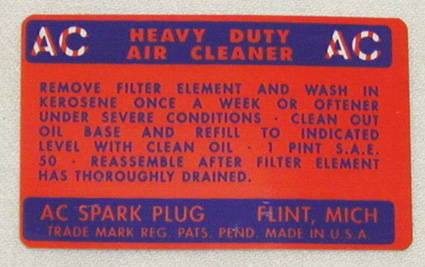 AC HEAVY DUTY AC
AIR CLEANER
REMOVE FILTER ELEMENT AND WASH IN
KEROSENE ONCE A WEEK OR OFTENER
UNDER SEVERE CONDITIONS · CLEAN OUT
OIL BASE AND REFILL TO INDICATED
LEVEL WITH CLEAN OIL · 1 PINT S.A.E.
50 · REASSEMBLE AFTER FILTER ELEMENT
HAS THOROUGHLY DRAINED.
AC SPARK PLUG FLINT, MICH
TRADE MARK REG. PATS. PEND. MADE IN U.S.A.